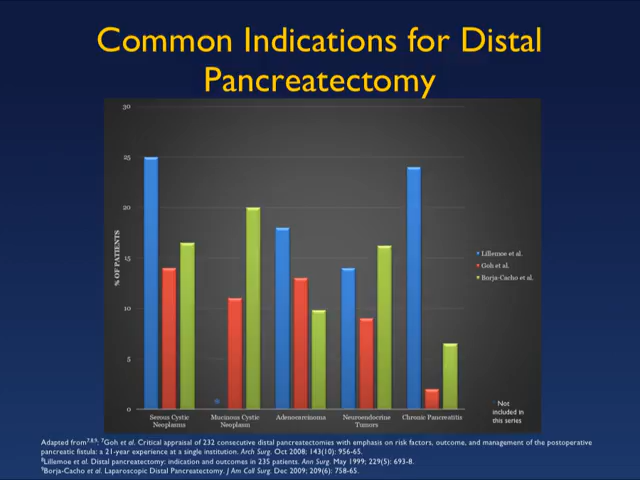 Common Indications for Distal
Pancreatectomy
30
25
20
15
10
5
0
% OF PATIENTS
Serous Cystic
Neoplasms
Mucinous Cystic
Neoplasm
Adenocarcinoma
Neuroendocrine
Tumors
Chronic Pancreatitis
*
Lillemoe et al.
Goh et al.
Borja-Cacho et al.
* Not
included in
this series
Adapted from7,8,9; 7Goh et al. Critical appraisal of 232 consecutive distal pancreatectomies with emphasis on risk factors, outcome, and management of the postoperative
pancreatic fistula: a 21-year experience at a single institution. Arch Surg. Oct 2008; 143(10): 956-65.
8Lillemoe et al. Distal pancreatectomy: indication and outcomes in 235 patients. Ann Surg. May 1999; 229(5): 693-8.
9Borja-Cacho et al. Laparoscopic Distal Pancreatectomy. J Am Coll Surg. Dec 2009; 209(6): 758-65.